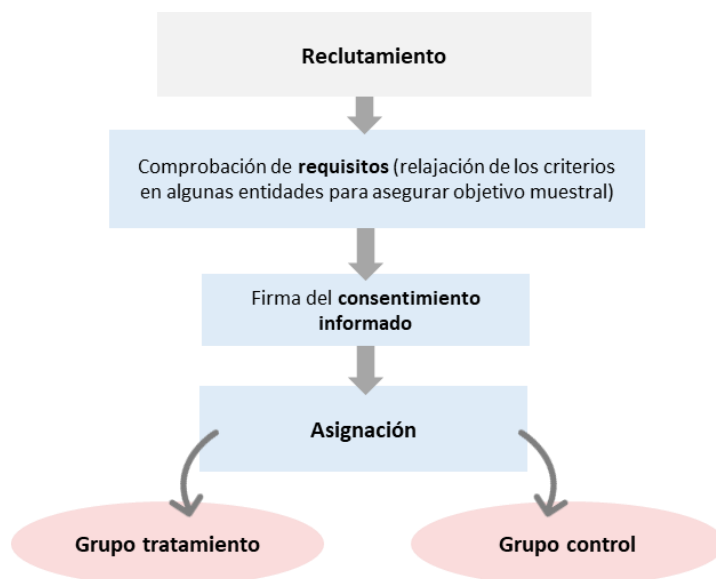 Reclutamiento
Comprobación de requisitos (relajación de los criterios
en algunas entidades para asegurar objetivo muestral)
Firma del consentimiento
informado
Asignación
Grupo tratamiento
Grupo control